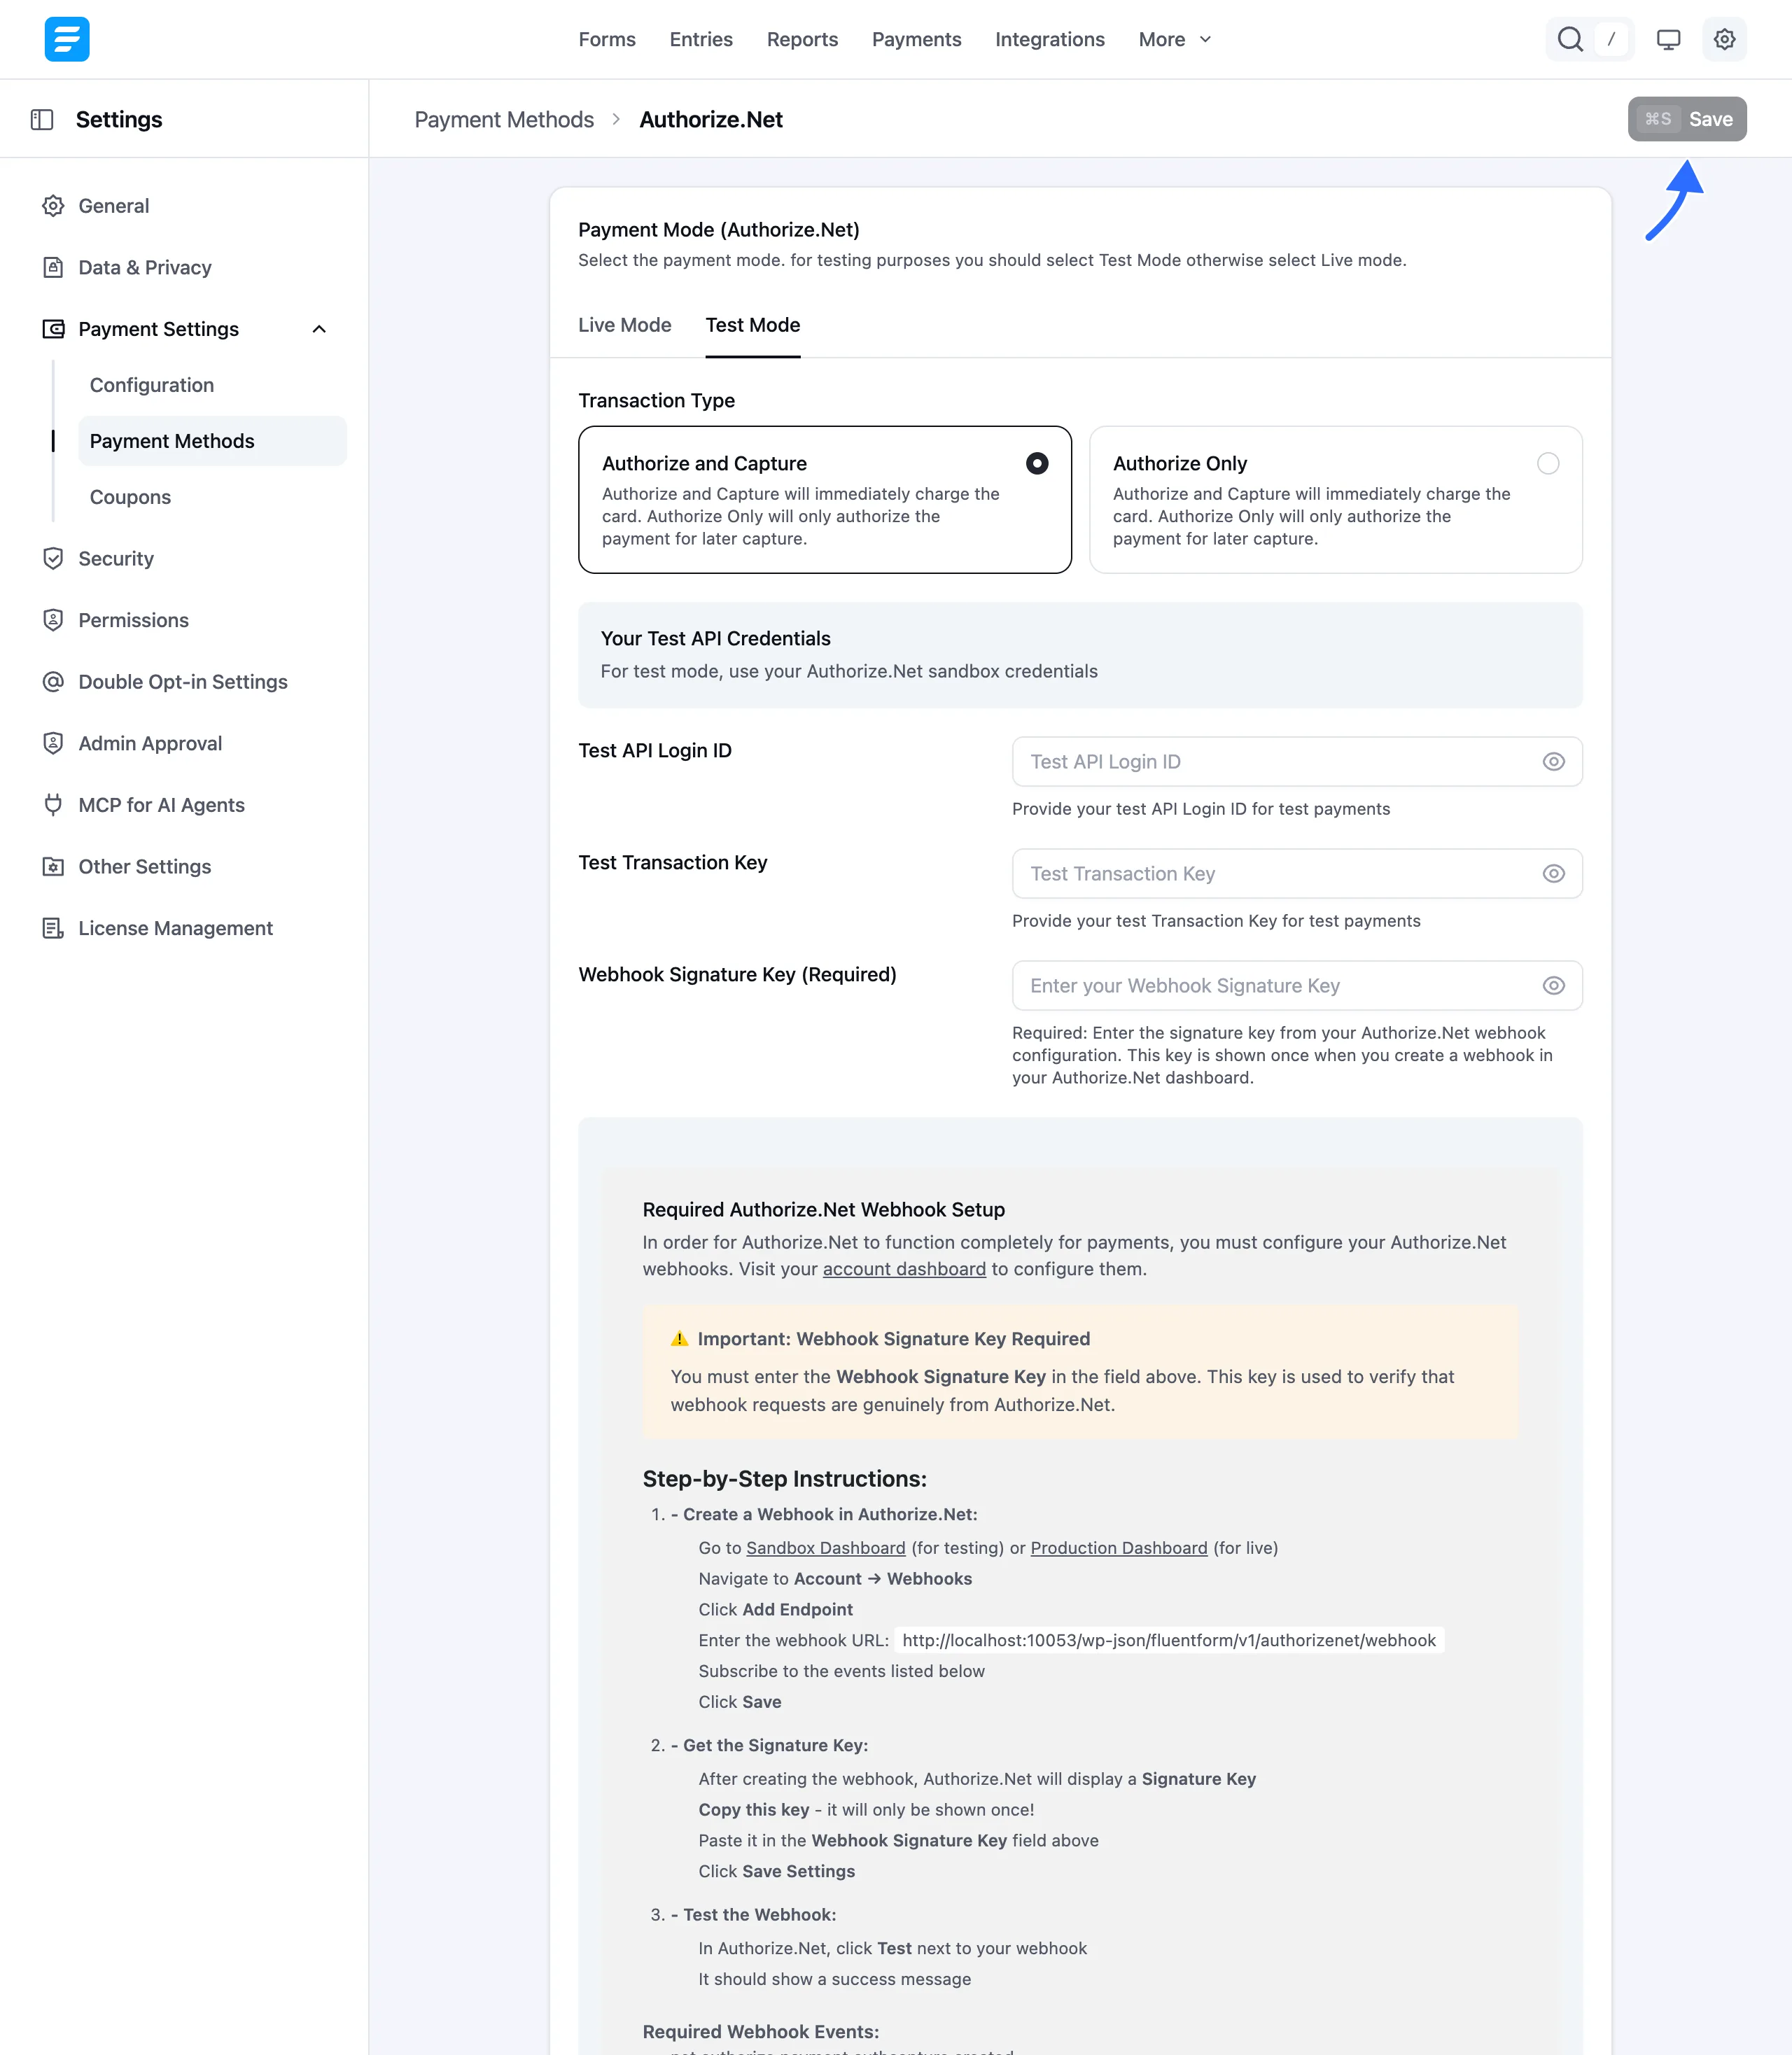 Forms Entries Reports Payments Integrations More /
Settings
Payment Methods > Authorize.Net
⌘S Save
General
Data & Privacy
Payment Settings
Configuration
Payment Methods
Coupons
Security
Permissions
Double Opt-in Settings
Admin Approval
MCP for AI Agents
Other Settings
License Management
Payment Mode (Authorize.Net)
Select the payment mode. for testing purposes you should select Test Mode otherwise select Live mode.
Live Mode Test Mode
Transaction Type
Authorize and Capture
Authorize and Capture will immediately charge the
card. Authorize Only will only authorize the
payment for later capture.
Authorize Only
Authorize and Capture will immediately charge the
card. Authorize Only will only authorize the
payment for later capture.
Your Test API Credentials
For test mode, use your Authorize.Net sandbox credentials
Test API Login ID
Test API Login ID
Provide your test API Login ID for test payments
Test Transaction Key
Test Transaction Key
Provide your test Transaction Key for test payments
Webhook Signature Key (Required)
Enter your Webhook Signature Key
Required: Enter the signature key from your Authorize.Net webhook
configuration. This key is shown once when you create a webhook in
your Authorize.Net dashboard.
Required Authorize.Net Webhook Setup
In order for Authorize.Net to function completely for payments, you must configure your Authorize.Net
webhooks. Visit your account dashboard to configure them.
⚠️ Important: Webhook Signature Key Required
You must enter the Webhook Signature Key in the field above. This key is used to verify that
webhook requests are genuinely from Authorize.Net.
Step-by-Step Instructions:
1. - Create a Webhook in Authorize.Net:
Go to Sandbox Dashboard (for testing) or Production Dashboard (for live)
Navigate to Account → Webhooks
Click Add Endpoint
Enter the webhook URL: http://localhost:10053/wp-json/fluentform/v1/authorizenet/webhook
Subscribe to the events listed below
Click Save
2. - Get the Signature Key:
After creating the webhook, Authorize.Net will display a Signature Key
Copy this key - it will only be shown once!
Paste it in the Webhook Signature Key field above
Click Save Settings
3. - Test the Webhook:
In Authorize.Net, click Test next to your webhook
It should show a success message
Required Webhook Events: